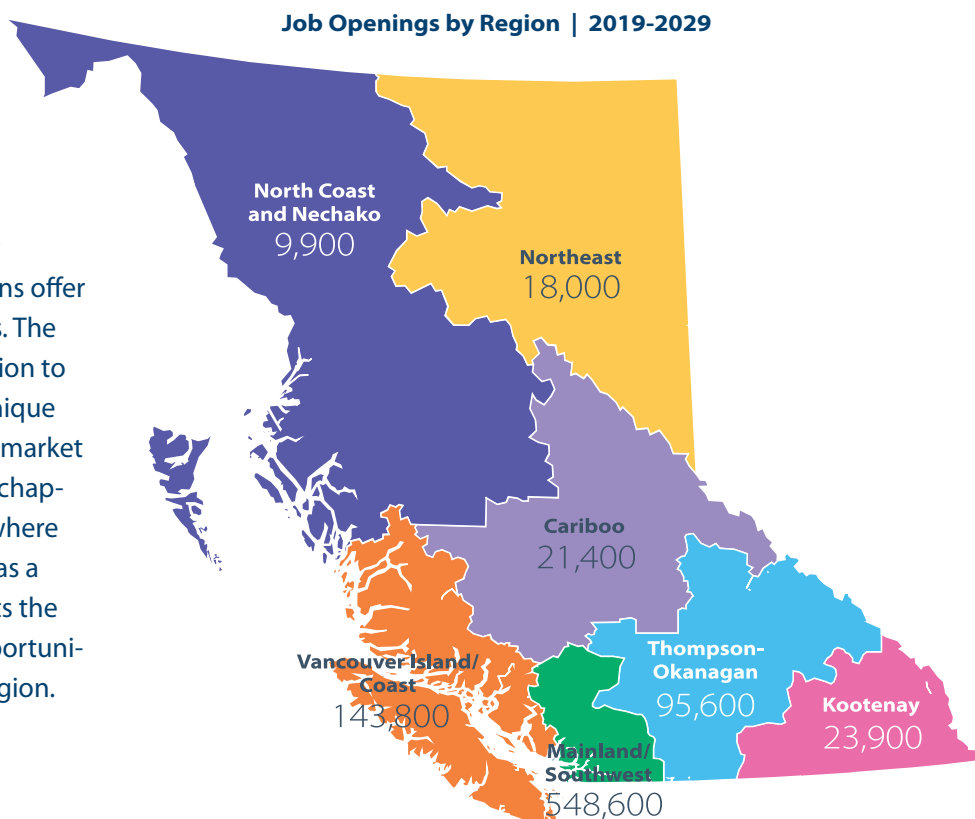 Job Openings by Region | 2019-2029
North Coast
and Nechako
9,900
Northeast
18,000
ns offer
s. The
ion to
nique
market
chap-
where
as a
ts the
portuni-
gion.
Cariboo
21,400
Thompson-
Okanagan
95,600
Vancouver Island/
Coast
143,800
Kootenay
23,900
Mainland/
Southwest
548,600